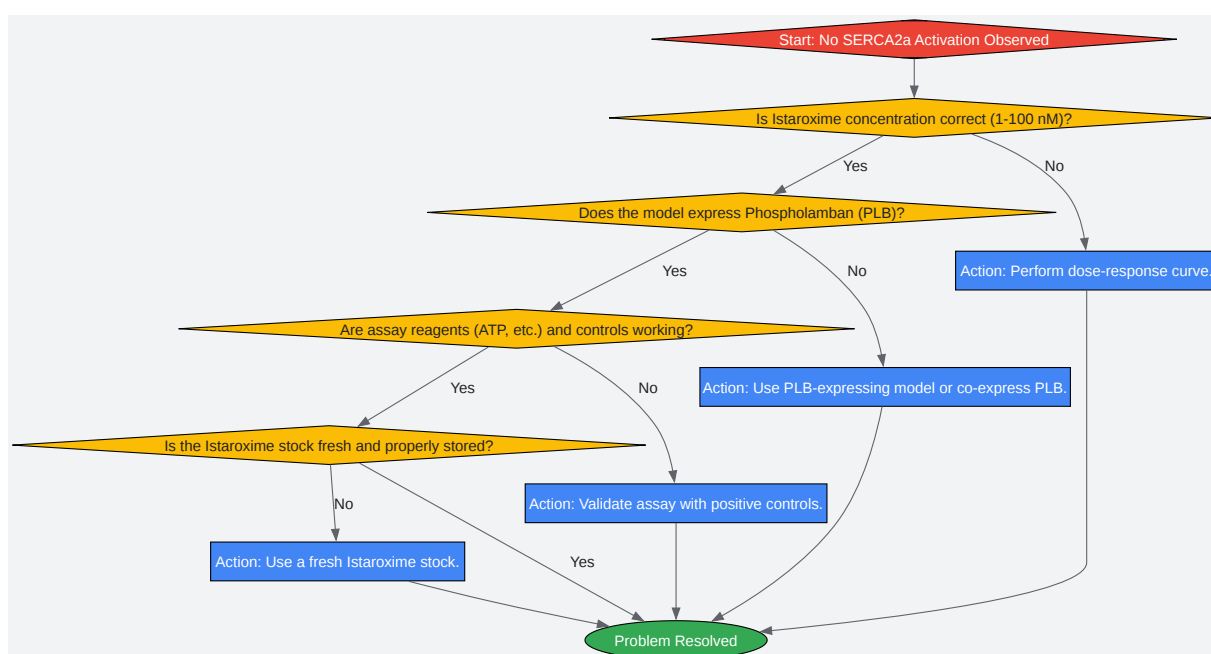 Start: No SERCA2a Activation Observed
Is Istaroxime concentration correct (1-100 nM)?
Yes
No
Does the model express Phospholamban (PLB)?
Yes
No
Action: Perform dose-response curve.
Are assay reagents (ATP, etc.) and controls working?
Yes
No
Action: Use PLB-expressing model or co-express PLB.
Is the Istaroxime stock fresh and properly stored?
No
Action: Validate assay with positive controls.
Yes
Action: Use a fresh Istaroxime stock.
Problem Resolved